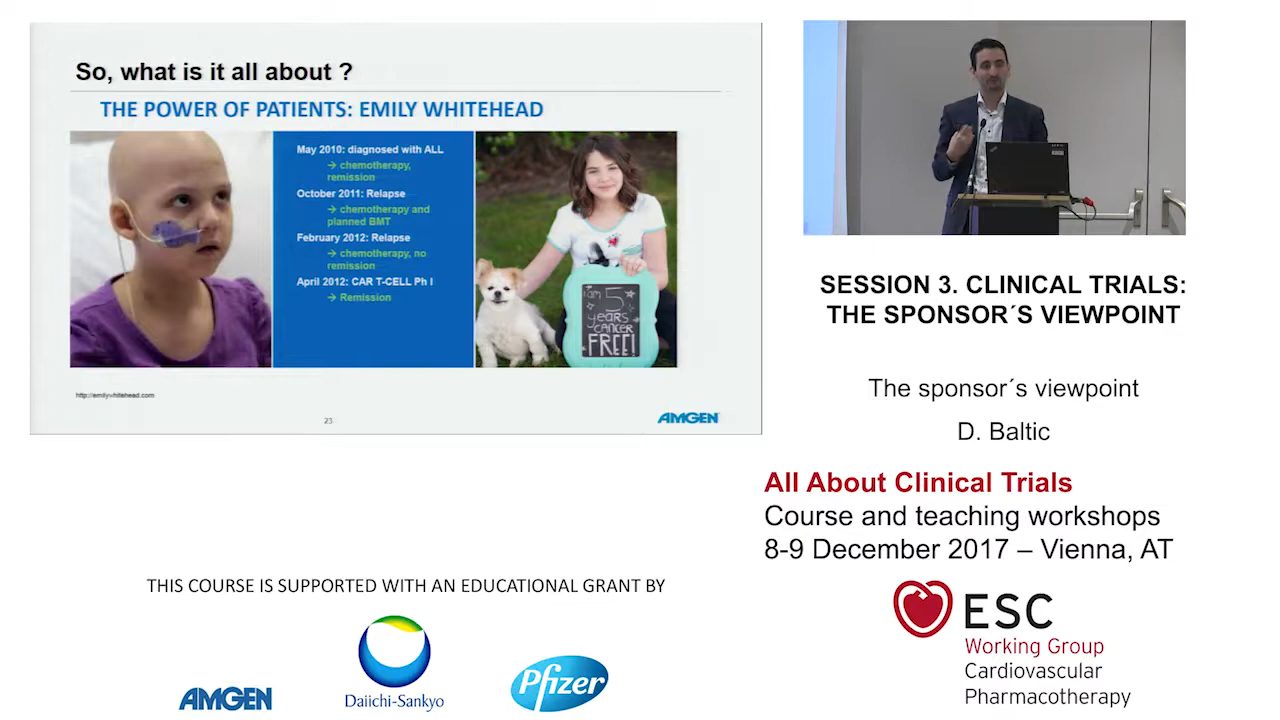 So, what is it all about ?
THE POWER OF PATIENTS: EMILY WHITEHEAD
May 2010: diagnosed with ALL
→ chemotherapy,
remission
October 2011: Relapse
→ chemotherapy and
planned BMT
February 2012: Relapse
→ chemotherapy, no
remission
April 2012: CAR T-CELL Ph I
→ Remission
I am 5
years
CANCER
FREE!
http://emilywhitehead.com
23
AMGEN
SESSION 3. CLINICAL TRIALS:
THE SPONSOR´S VIEWPOINT
The sponsor´s viewpoint
D. Baltic
All About Clinical Trials
Course and teaching workshops
8-9 December 2017 – Vienna, AT
THIS COURSE IS SUPPORTED WITH AN EDUCATIONAL GRANT BY
AMGEN
Daiichi-Sankyo
Pfizer
ESC
Working Group
Cardiovascular
Pharmacotherapy